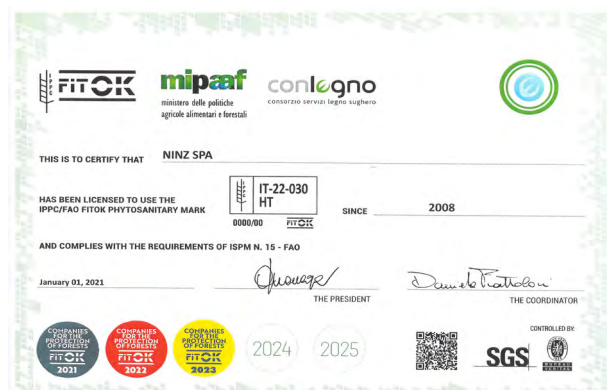 IPPC
FITOK
mipaaf
ministero delle politiche
agricole alimentari e forestali
conlegno
consorzio servizi legno sughero
THIS IS TO CERTIFY THAT NINZ SPA
HAS BEEN LICENSED TO USE THE
IPPC/FAO FITOK PHYTOSANITARY MARK
IPPC
IT-22-030
HT
0000/00 FITOK
SINCE 2008
AND COMPLIES WITH THE REQUIREMENTS OF ISPM N. 15 - FAO
January 01, 2021
THE PRESIDENT
THE COORDINATOR
COMPANIES
FOR THE
PROTECTION
OF FORESTS
FITOK
2021
COMPANIES
FOR THE
PROTECTION
OF FORESTS
FITOK
2022
COMPANIES
FOR THE
PROTECTION
OF FORESTS
FITOK
2023
2024
2025
CONTROLLED BY:
SGS
BUREAU
VERITAS